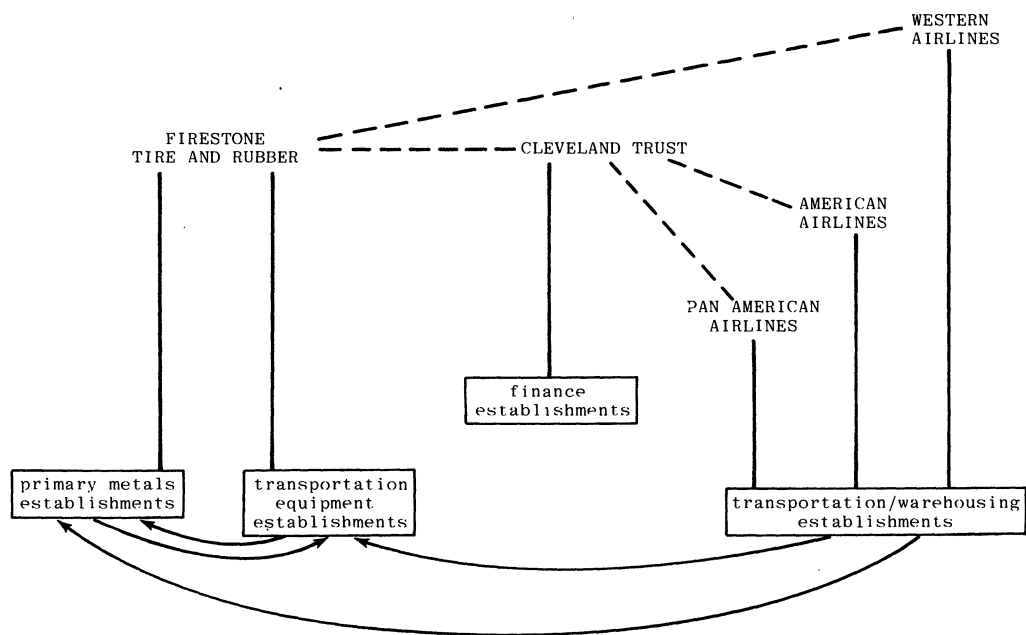 WESTERN
AIRLINES
FIRESTONE
TIRE AND RUBBER
CLEVELAND TRUST
AMERICAN
AIRLINES
PAN AMERICAN
AIRLINES
finance
establishments
primary metals
establishments
transportation
equipment
establishments
transportation/warehousing
establishments